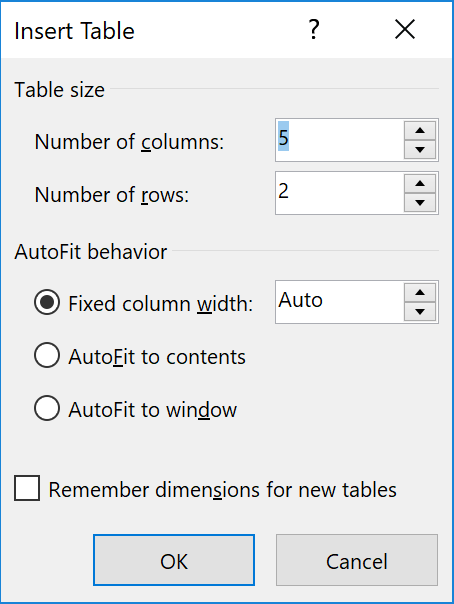 Insert Table ?
Table size
Number of columns: 5
Number of rows: 2
AutoFit behavior
Fixed column width: Auto
AutoFit to contents
AutoFit to window
Remember dimensions for new tables
OK Cancel